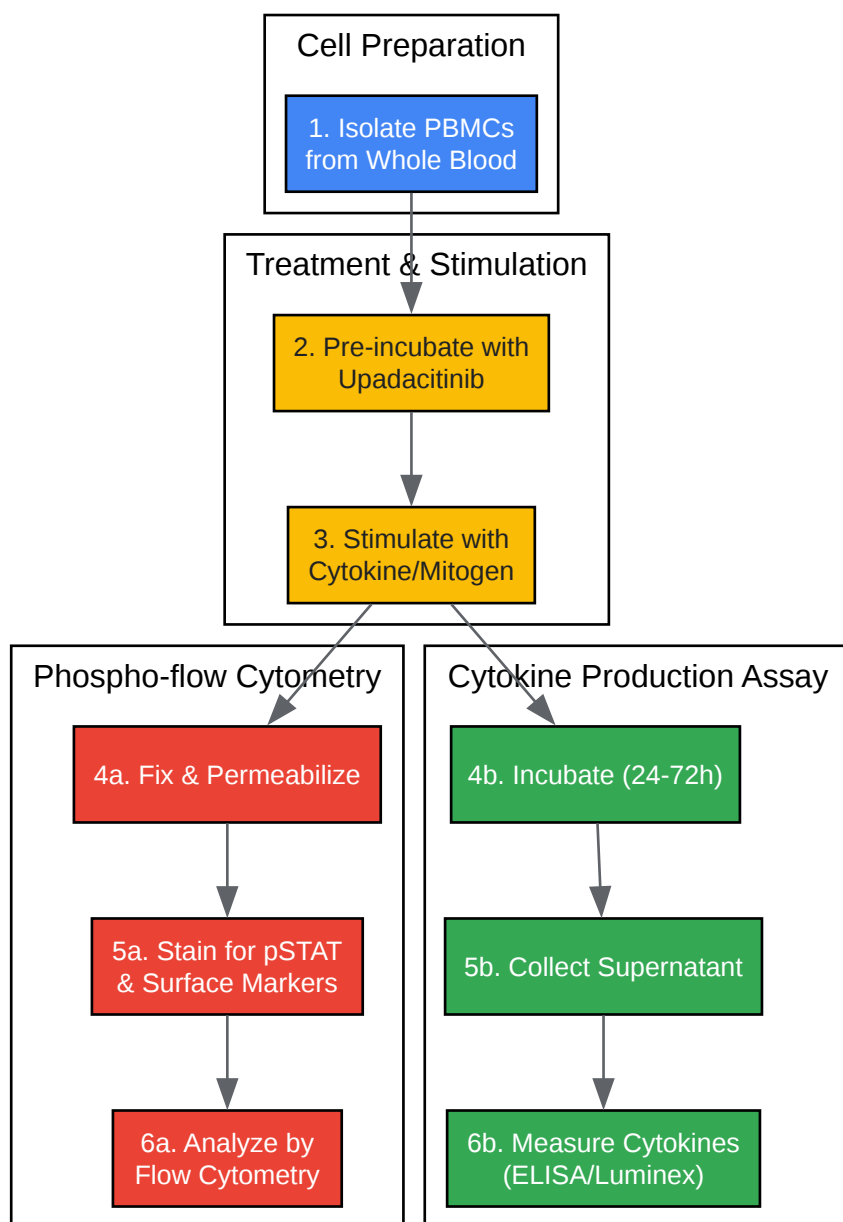 Cell Preparation
1. Isolate PBMCs
from Whole Blood
Treatment & Stimulation
2. Pre-incubate with
Upadacitinib
3. Stimulate with
Cytokine/Mitogen
Phospho-flow Cytometry
4a. Fix & Permeabilize
5a. Stain for pSTAT
& Surface Markers
6a. Analyze by
Flow Cytometry
Cytokine Production Assay
4b. Incubate (24-72h)
5b. Collect Supernatant
6b. Measure Cytokines
(ELISA/Luminex)